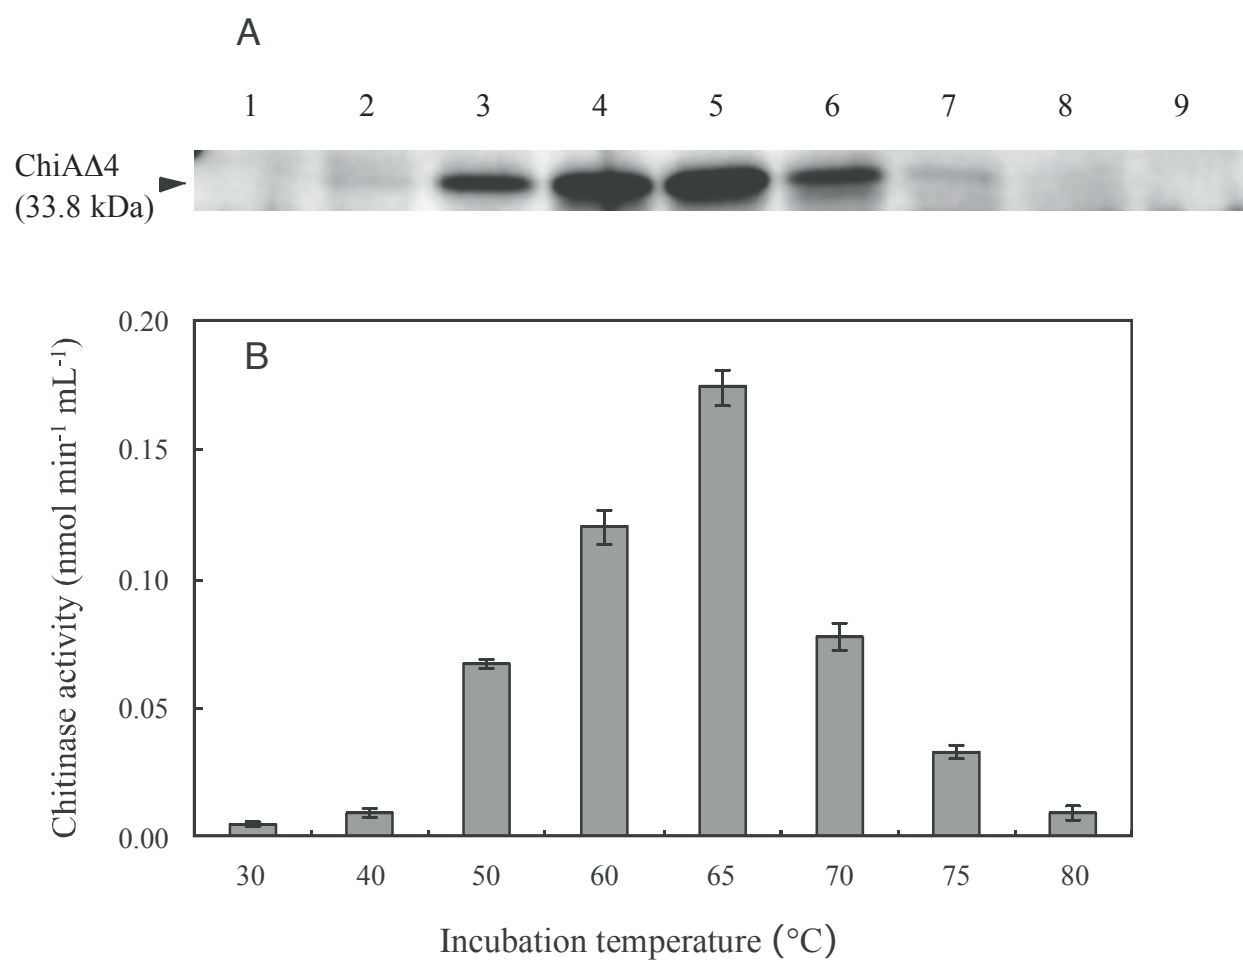 A
1 2 3 4 5 6 7 8 9
ChiAΔ4
(33.8 kDa)
B
Chitinase activity (nmol min⁻¹ mL⁻¹)
0.20
0.15
0.10
0.05
0.00
30 40 50 60 65 70 75 80
Incubation temperature (°C)